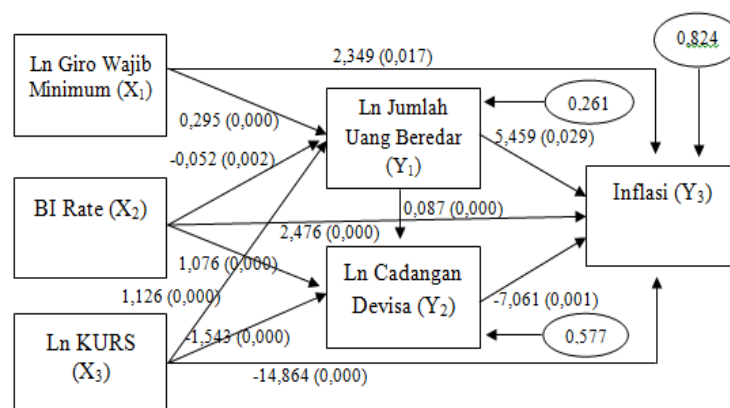 0.824
2,349 (0,017)
Ln Giro Wajib
Minimum (X₁)
Ln Jumlah
Uang Beredar
(Y₁)
0.261
0,295 (0,000)
5,459 (0,029)
-0,052 (0,002)
BI Rate (X₂)
Inflasi (Y₃)
0,087 (0,000)
2,476 (0,000)
1,076 (0,000)
Ln Cadangan
Devisa (Y₂)
1,126 (0,000)
-7,061 (0,001)
Ln KURS
(X₃)
-1,543 (0,000)
0.577
-14,864 (0,000)